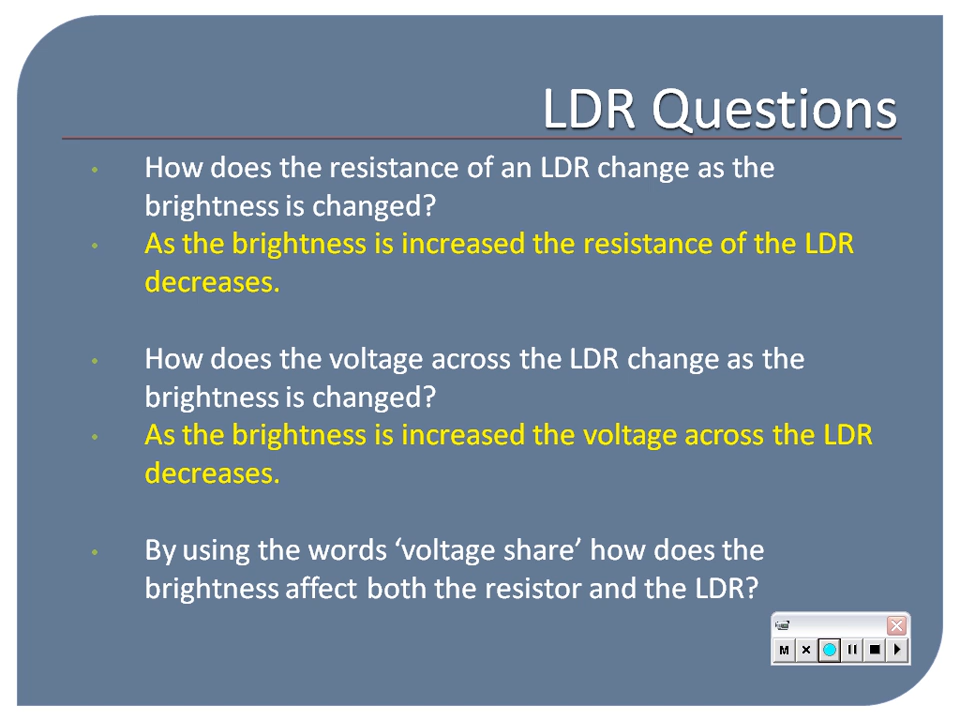 LDR Questions
• How does the resistance of an LDR change as the
brightness is changed?
• As the brightness is increased the resistance of the LDR
decreases.
• How does the voltage across the LDR change as the
brightness is changed?
• As the brightness is increased the voltage across the LDR
decreases.
• By using the words ‘voltage share’ how does the
brightness affect both the resistor and the LDR?
M